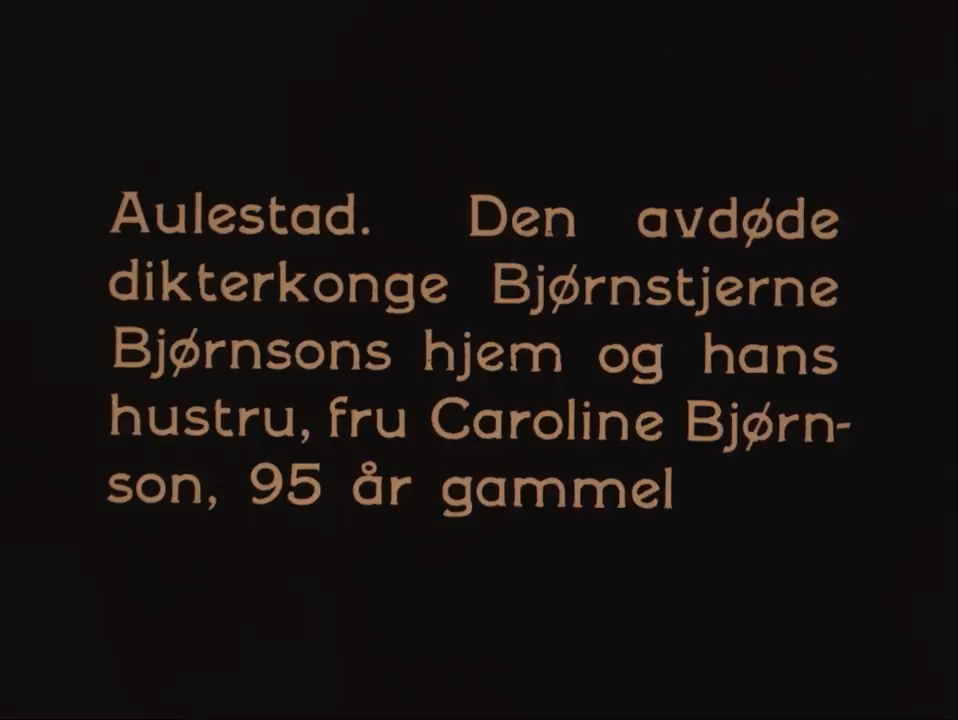 Aulestad. Den avdøde
dikterkonge Bjørnstjerne
Bjørnsons hjem og hans
hustru, fru Caroline Bjørn-
son, 95 år gammel